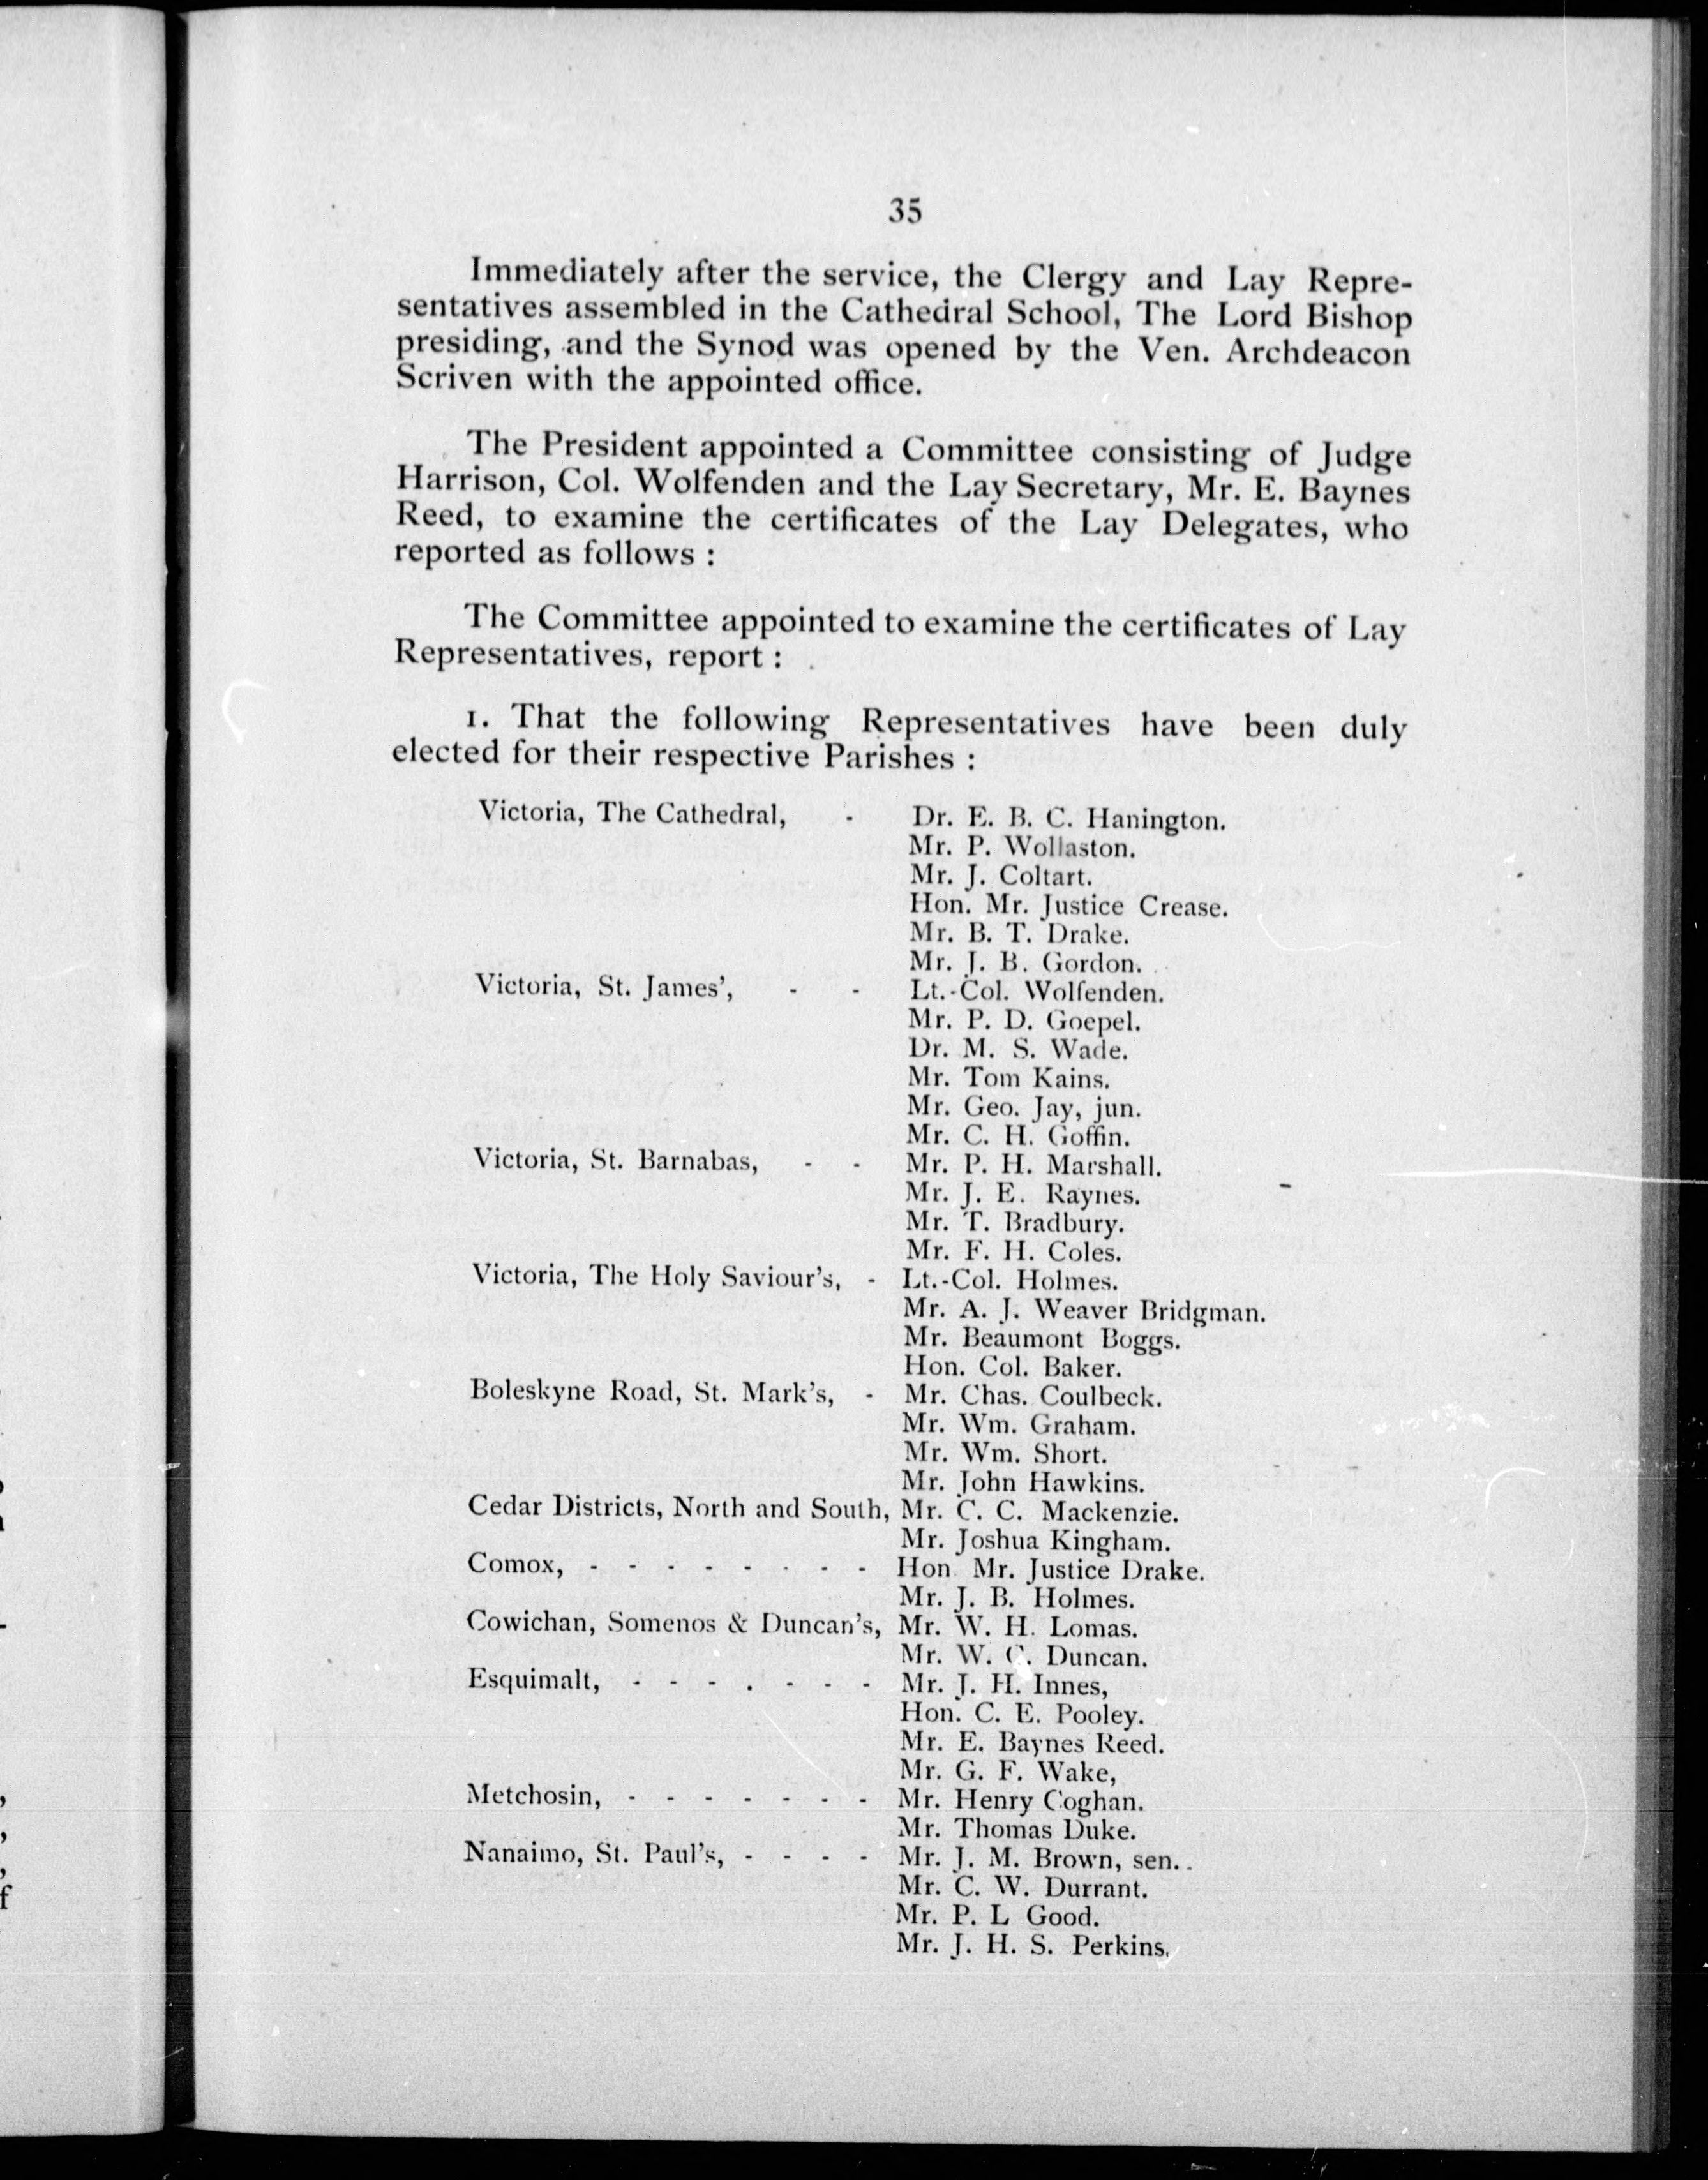 35
Immediately after the service, the Clergy and Lay Repre-
sentatives assembled in the Cathedral School, The Lord Bishop
presiding, and the Synod was opened by the Ven. Archdeacon
Scriven with the appointed office.
The President appointed a Committee consisting of Judge
Harrison, Col. Wolfenden and the Lay Secretary, Mr. E. Baynes
Reed, to examine the certificates of the Lay Delegates, who
reported as follows :
The Committee appointed to examine the certificates of Lay
Representatives, report :
1. That the following Representatives have been duly
elected for their respective Parishes :
Victoria, The Cathedral, - Dr. E. B. C. Hanington.
Mr. P. Wollaston.
Mr. J. Coltart.
Hon. Mr. Justice Crease.
Mr. B. T. Drake.
Mr. J. B. Gordon.
Victoria, St. James', - - Lt.-Col. Wolfenden.
Mr. P. D. Goepel.
Dr. M. S. Wade.
Mr. Tom Kains.
Mr. Geo. Jay, jun.
Mr. C. H. Goffin.
Victoria, St. Barnabas, - - Mr. P. H. Marshall.
Mr. J. E. Raynes.
Mr. T. Bradbury.
Mr. F. H. Coles.
Victoria, The Holy Saviour's, - Lt.-Col. Holmes.
Mr. A. J. Weaver Bridgman.
Mr. Beaumont Boggs.
Hon. Col. Baker.
Boleskyne Road, St. Mark's, - Mr. Chas. Coulbeck.
Mr. Wm. Graham.
Mr. Wm. Short.
Mr. John Hawkins.
Cedar Districts, North and South, Mr. C. C. Mackenzie.
Mr. Joshua Kingham.
Comox, - - - - - - - - Hon. Mr. Justice Drake.
Mr. J. B. Holmes.
Cowichan, Somenos & Duncan's, Mr. W. H. Lomas.
Mr. W. C. Duncan.
Esquimalt, - - - - - - - Mr. J. H. Innes,
Hon. C. E. Pooley.
Mr. E. Baynes Reed.
Mr. G. F. Wake,
Metchosin, - - - - - - - Mr. Henry Coghan.
Mr. Thomas Duke.
Nanaimo, St. Paul's, - - - - Mr. J. M. Brown, sen..
Mr. C. W. Durrant.
Mr. P. L Good.
Mr. J. H. S. Perkins,